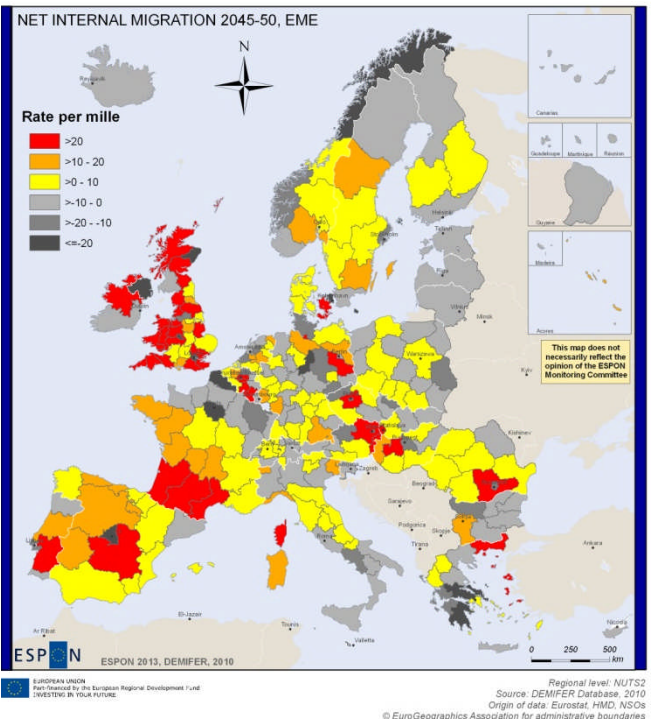 NET INTERNAL MIGRATION 2045-50, EME
N
Reykjavik
Canarias
Rate per mille
>20
>10 - 20
>0 - 10
>-10 - 0
>-20 - -10
<=-20
Guadeloupe Martinique Réunion
Guyane
Madeira
Acores
Helsinki
Tallinn
Stockholm
Riga
Vilnius
Minsk
This map does not
necessarily reflect the
opinion of the ESPON
Monitoring Committee
Warszawa
Kyiv
Kishinev
Zagreb
Beograd
Sarajevo
Podgorica
Skopje
Tirana
Roma
Ankara
El-Jazair
Tounis
Ar Ribat
Valletta
Nicosia
0 250 500
km
ESPON
ESPON 2013, DEMIFER, 2010
EUROPEAN UNION
Part-financed by the European Regional Development Fund
INVESTING IN YOUR FUTURE
Regional level: NUTS2
Source: DEMIFER Database, 2010
Origin of data: Eurostat, HMD, NSOs
© EuroGeographics Association for administrative boundaries